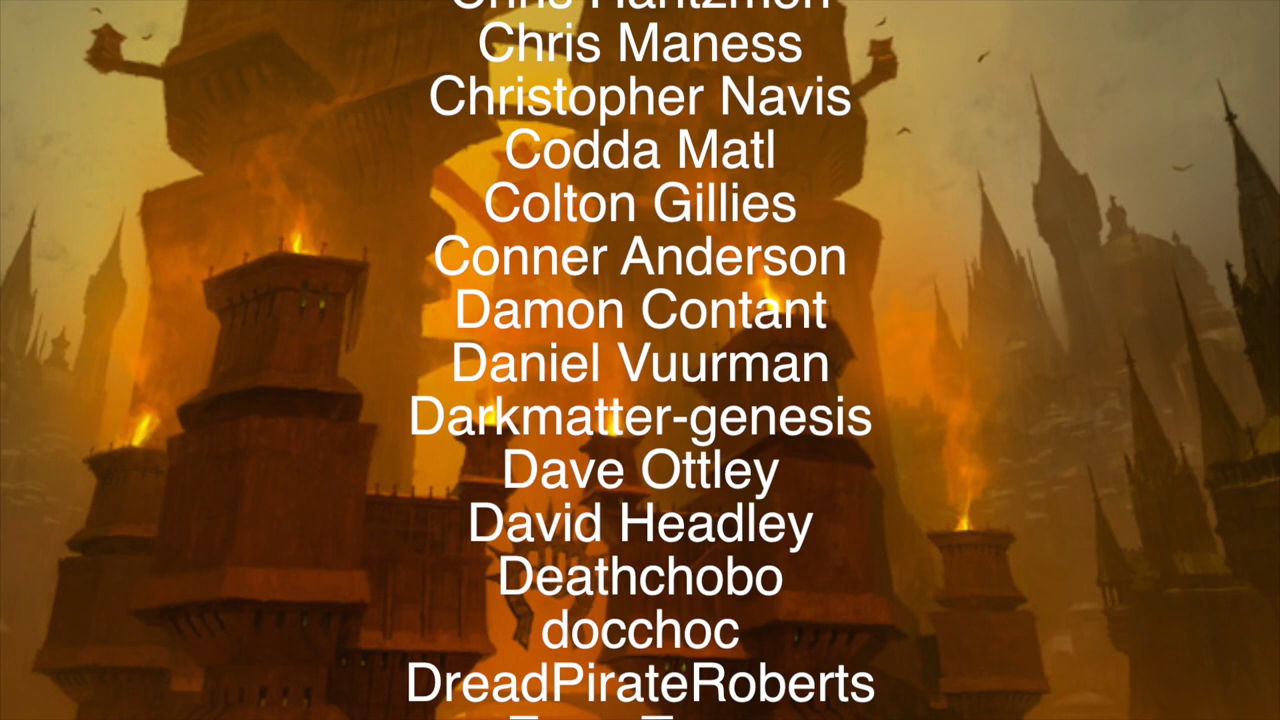 Chris Maness
Christopher Navis
Codda Matl
Colton Gillies
Conner Anderson
Damon Contant
Daniel Vuurman
Darkmatter-genesis
Dave Ottley
David Headley
Deathchobo
docchoc
DreadPirateRoberts